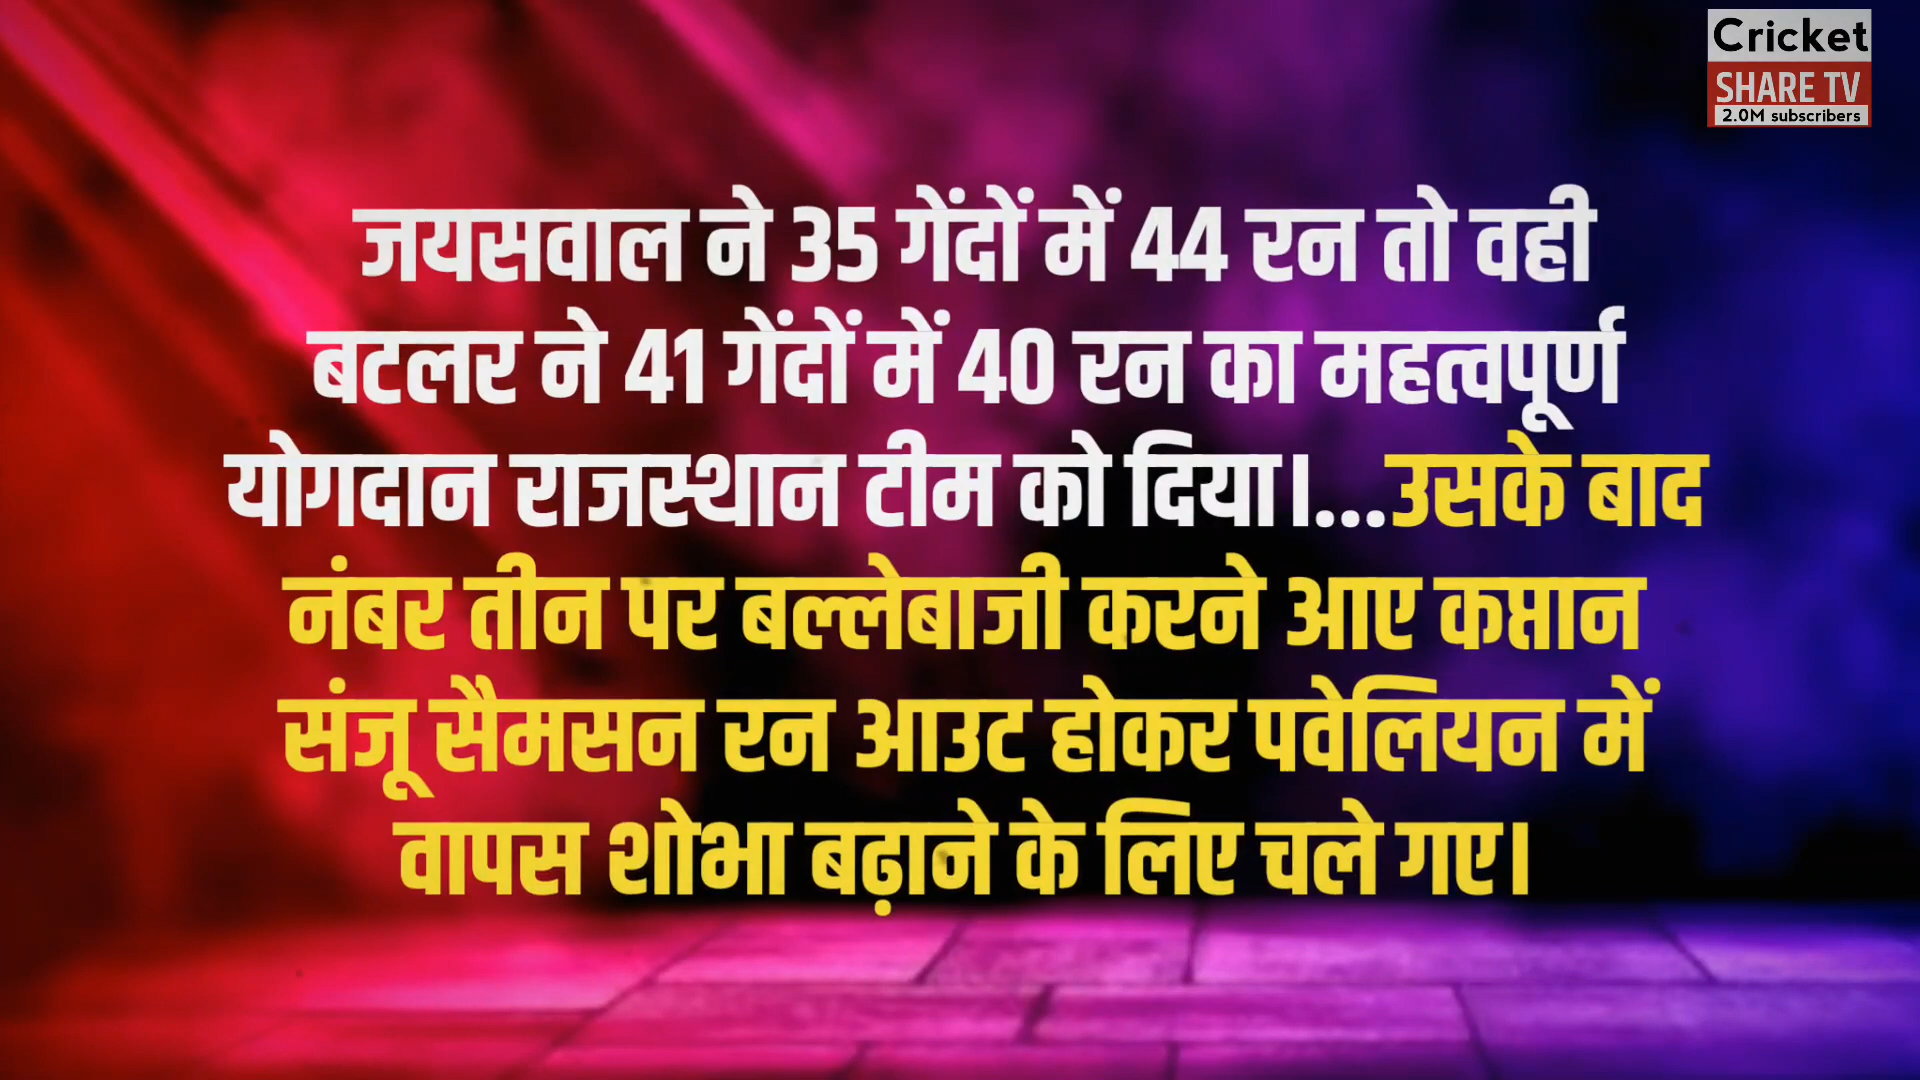 Cricket
SHARE TV
2.0M subscribers
जयसवाल ने 35 गेंदों में 44 रन तो वही
बटलर ने 41 गेंदों में 40 रन का महत्वपूर्ण
योगदान राजस्थान टीम को दिया।...उसके बाद
नंबर तीन पर बल्लेबाजी करने आए कप्तान
संजू सैमसन रन आउट होकर पवेलियन में
वापस शोभा बढ़ाने के लिए चले गए।